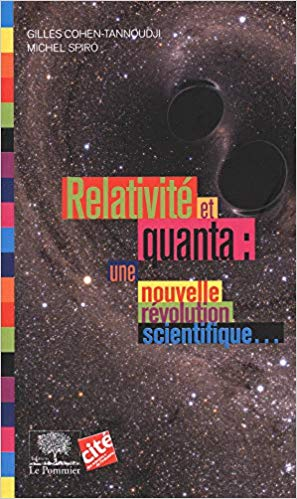 GILLES COHEN-TANNOUDJI
MICHEL SPIRO
Relativité et
quanta :
une
nouvelle
révolution
scientifique...
Le Pommier
cité